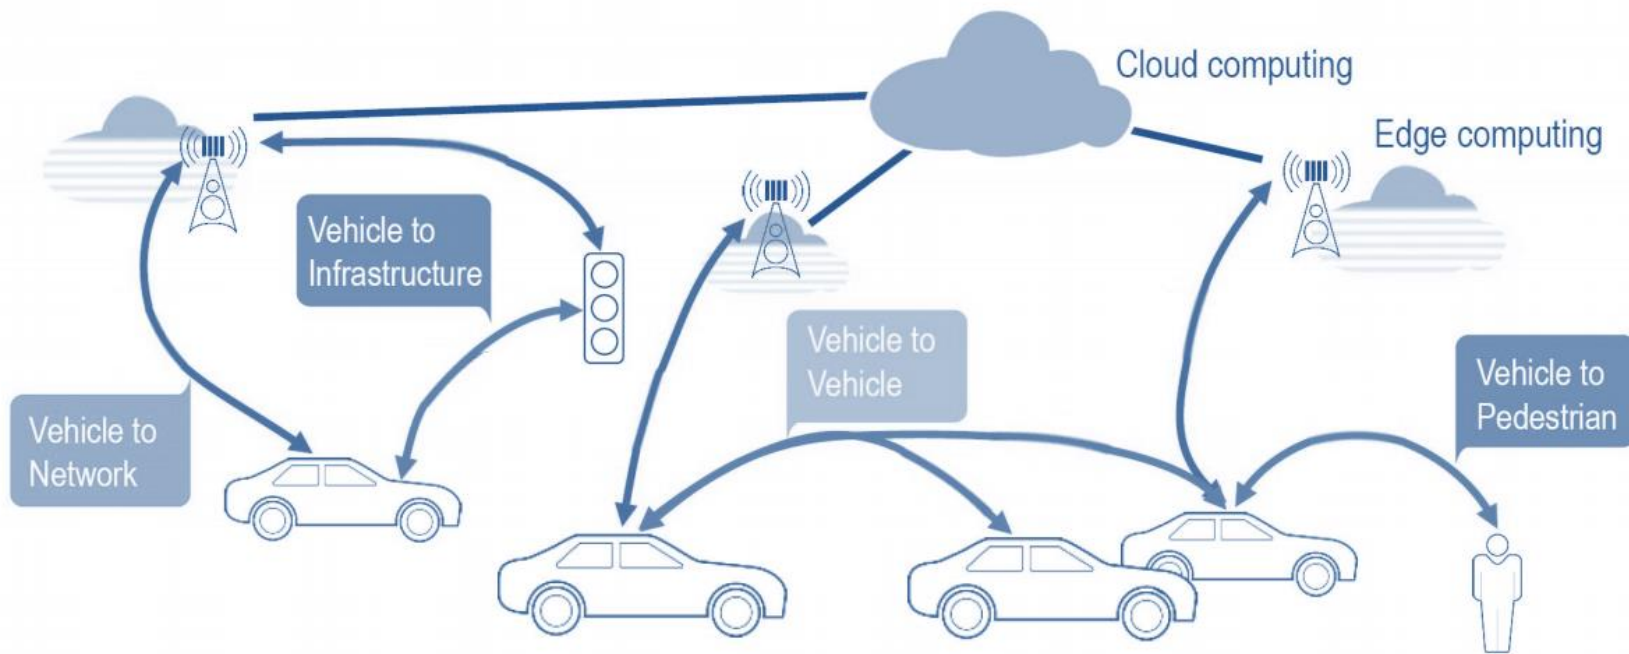 Cloud computing
Edge computing
Vehicle to
Infrastructure
Vehicle to
Vehicle
Vehicle to
Pedestrian
Vehicle to
Network